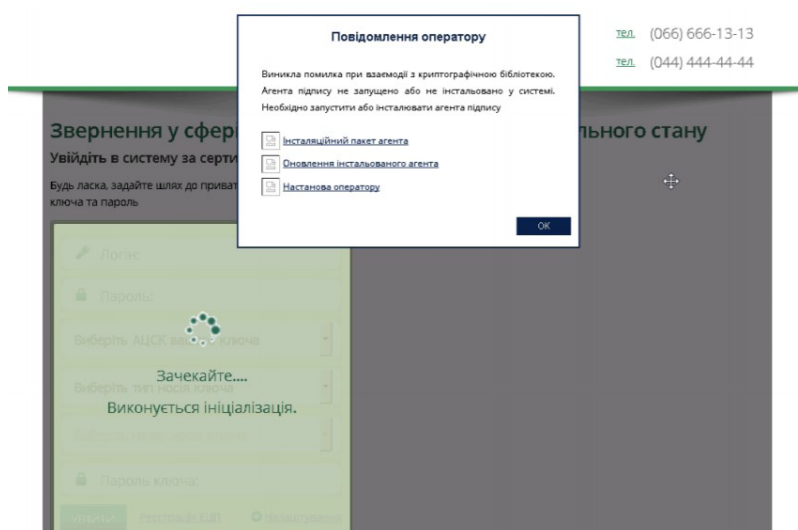 Повідомлення оператору
тел. (066) 666-13-13
тел. (044) 444-44-44
Виникла помилка при взаємодії з криптографічною бібліотекою.
Агента підпису не запущено або не інстальовано у системі.
Необхідно запустити або інсталювати агента підпису
Інсталяційний пакет агента
Оновлення інстальованого агента
Настанова оператору
OK
Звернення у сфері
льного стану
Увійдіть в систему за серти
Будь ласка, задайте шлях до приват
ключа та пароль
Логін:
Пароль:
Виберіть АЦСК ключа
Зачекайте....
Виберіть тип носія ключа
Виконується ініціалізація.
Пароль ключа: